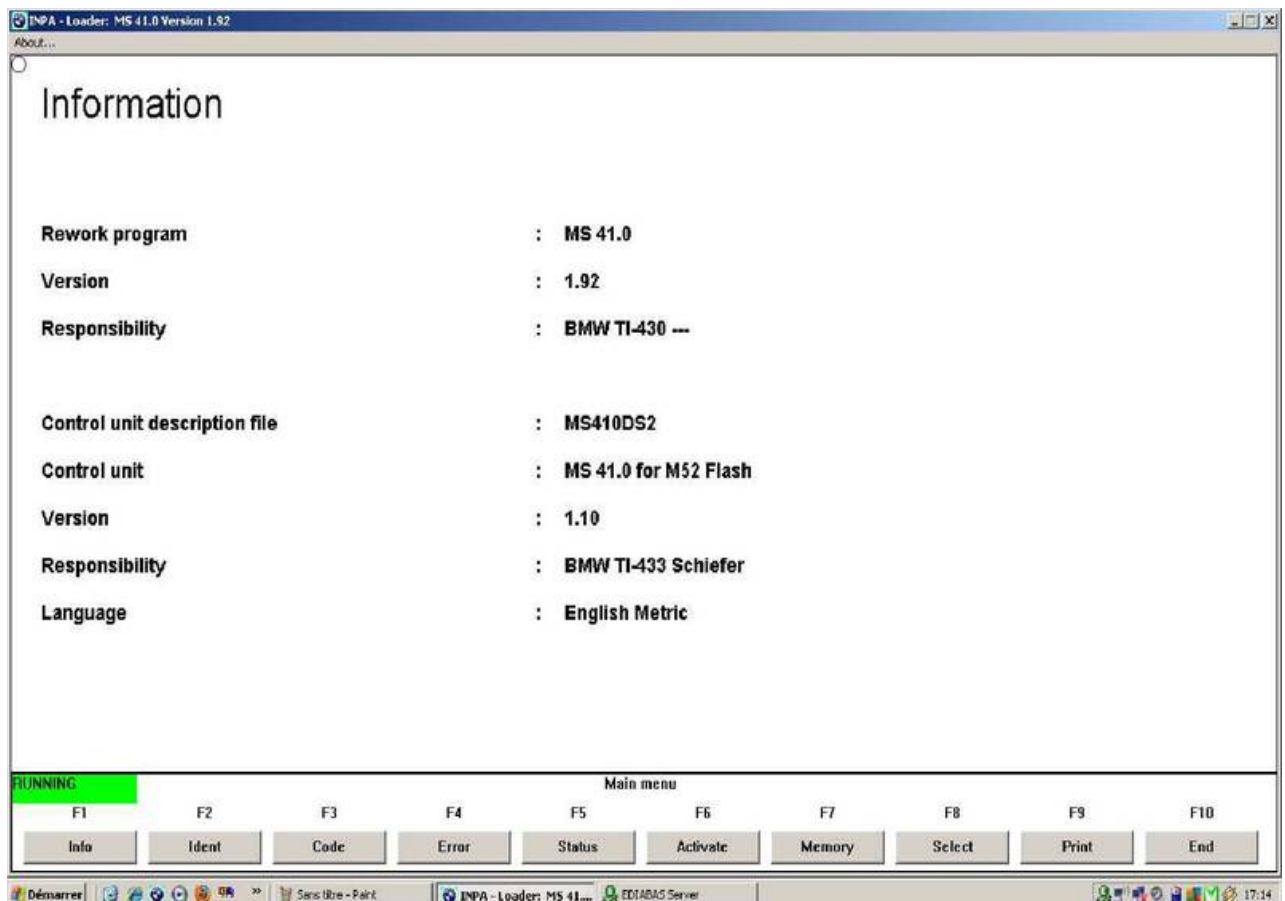 INPA - Loader: MS 41.0 Version 1.92
About...
Information
Rework program : MS 41.0
Version : 1.92
Responsibility : BMW TI-430 ---
Control unit description file : MS410DS2
Control unit : MS 41.0 for M52 Flash
Version : 1.10
Responsibility : BMW TI-433 Schiefer
Language : English Metric
RUNNING Main menu
F1 F2 F3 F4 F5 F6 F7 F8 F9 F10
Info Ident Code Error Status Activate Memory Select Print End
Démarrer » Sans titre - Paint INPA - Loader: MS 41... EDIABAS Server 17:14